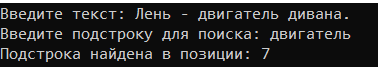 Введите текст: Лень - двигатель дивана.
Введите подстроку для поиска: двигатель
Подстрока найдена в позиции: 7